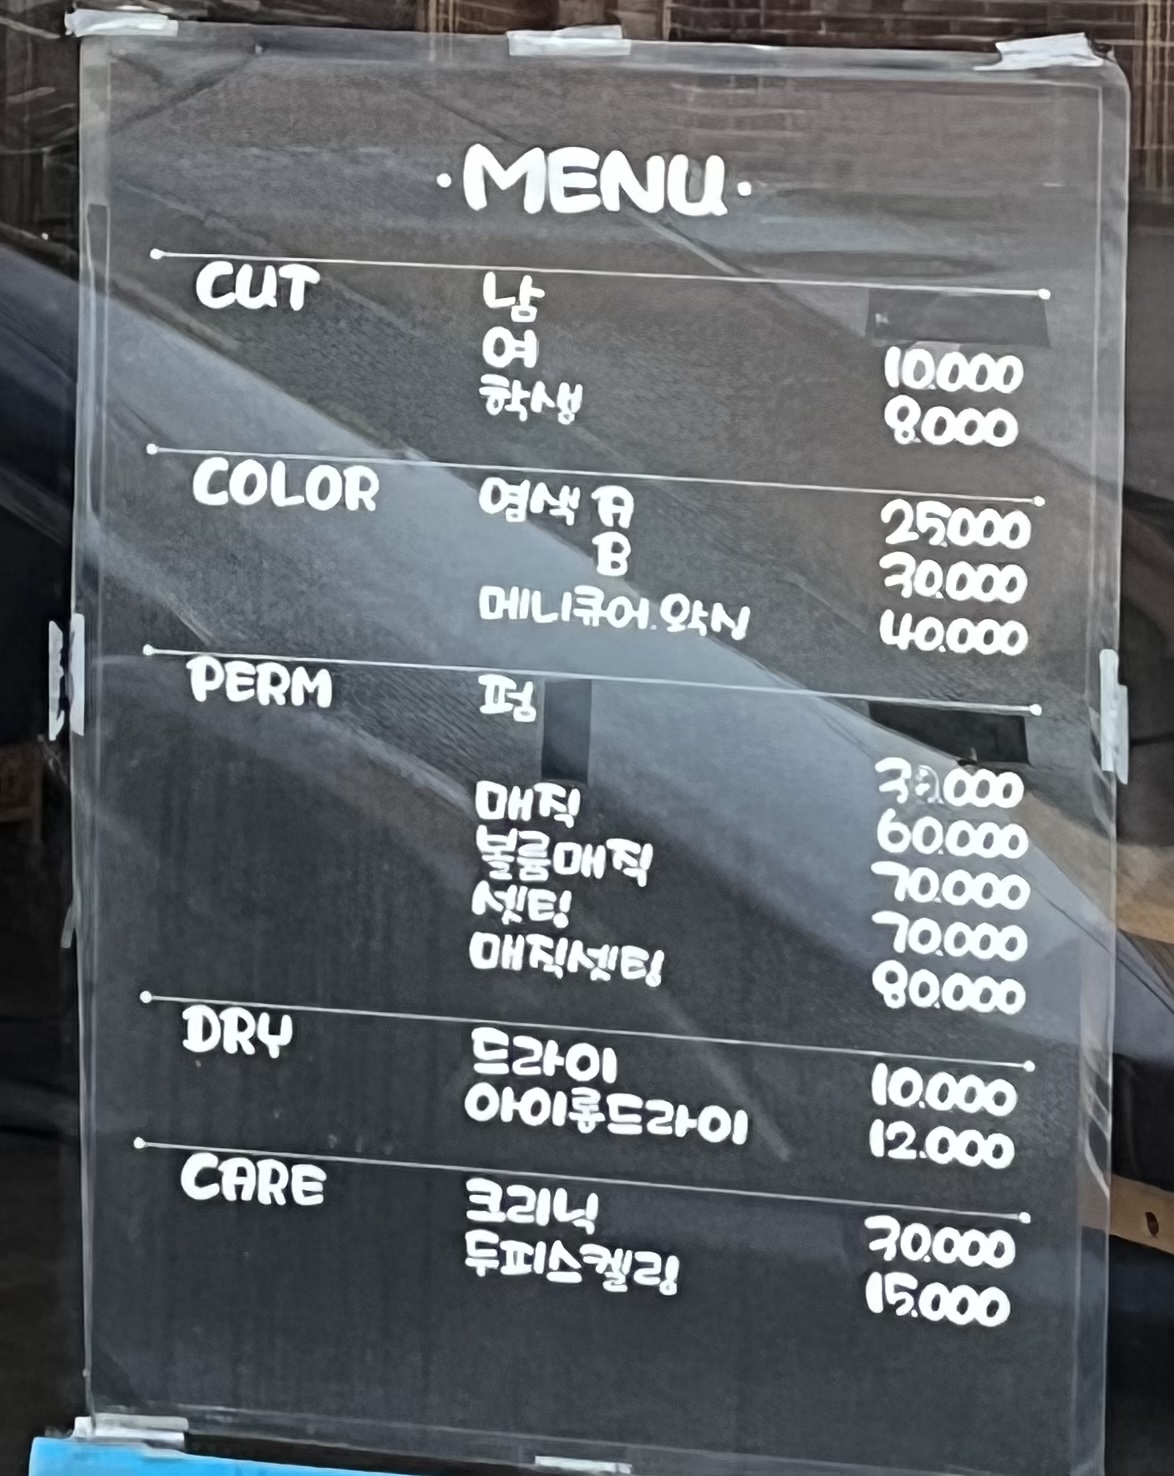 ·MENU·
CUT 남
여 10.000
학생 8.000
COLOR 염색 A 25.000
B 30.000
메니큐어.왁싱 40.000
PERM 펌
매직 60.000
볼륨매직 70.000
셋팅 70.000
매직셋팅 80.000
DRY 드라이 10.000
아이롱드라이 12.000
CARE 크리닉 30.000
두피스켈링 15.000